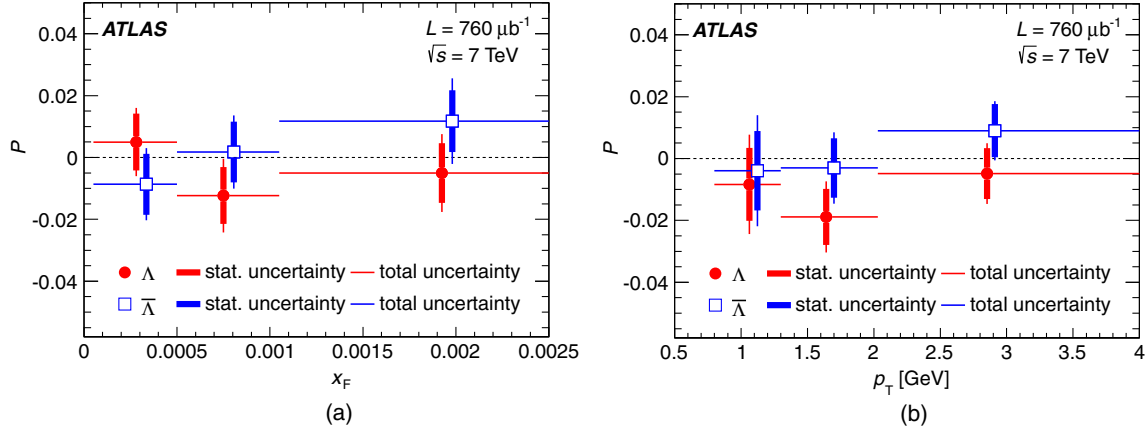 ATLAS
L = 760 μb⁻¹
√s = 7 TeV
P
0.04
0.02
0
-0.02
-0.04
Λ stat. uncertainty total uncertainty
Λ̅ stat. uncertainty total uncertainty
0 0.0005 0.001 0.0015 0.002 0.0025
x_F
(a)
ATLAS
L = 760 μb⁻¹
√s = 7 TeV
P
0.04
0.02
0
-0.02
-0.04
Λ stat. uncertainty total uncertainty
Λ̅ stat. uncertainty total uncertainty
0.5 1 1.5 2 2.5 3 3.5 4
p_T [GeV]
(b)